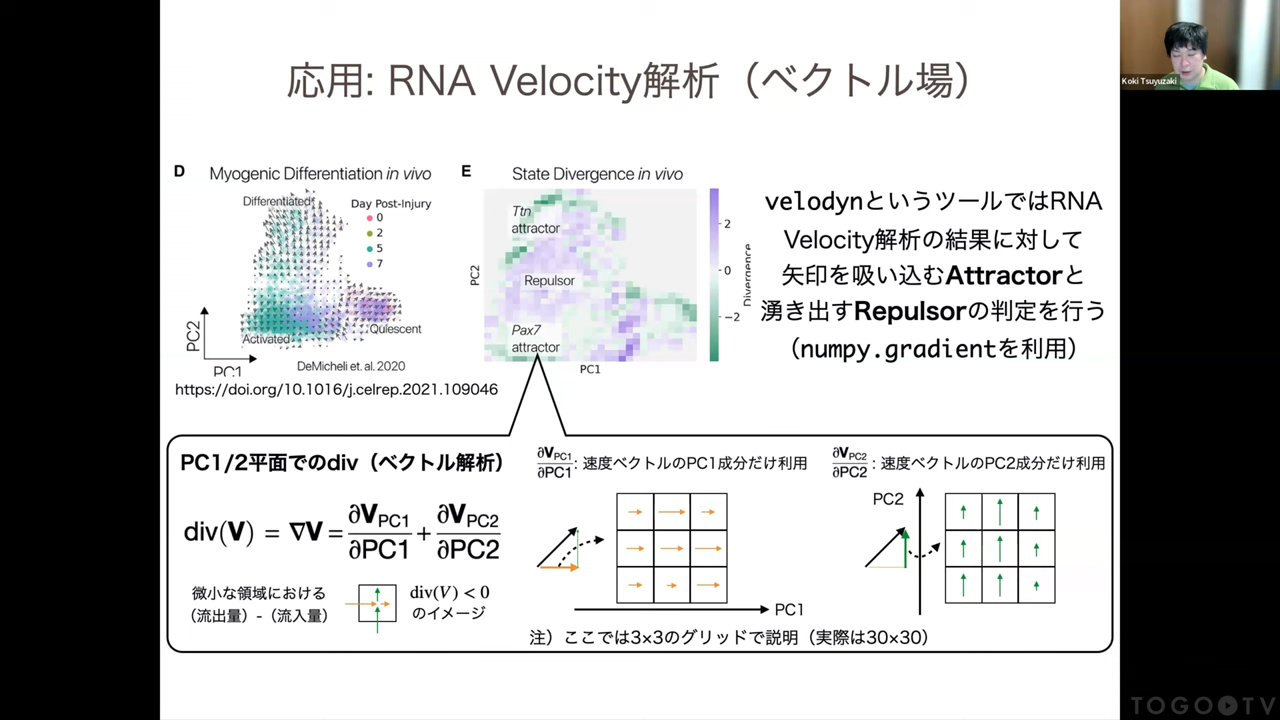 応用: RNA Velocity解析（ベクトル場）
Koki Tsuyuzaki
D Myogenic Differentiation in vivo
Differentiated
Day Post-Injury
0
2
5
7
Quiescent
Activated
PC2
PC1
DeMicheli et. al. 2020
https://doi.org/10.1016/j.celrep.2021.109046
E State Divergence in vivo
Ttn
attractor
Repulsor
Pax7
attractor
PC2
PC1
2
0
−2
Divergence
velodynというツールではRNA
Velocity解析の結果に対して
矢印を吸い込むAttractorと
湧き出すRepulsorの判定を行う
（numpy.gradientを利用）
PC1/2平面でのdiv（ベクトル解析）
div(V) = ∇V = ∂V_PC1/∂PC1 + ∂V_PC2/∂PC2
微小な領域における
（流出量）-（流入量）
div(V) < 0
のイメージ
∂V_PC1/∂PC1 : 速度ベクトルのPC1成分だけ利用
PC1
∂V_PC2/∂PC2 : 速度ベクトルのPC2成分だけ利用
PC2
注）ここでは3×3のグリッドで説明（実際は30×30）
TOGOTV